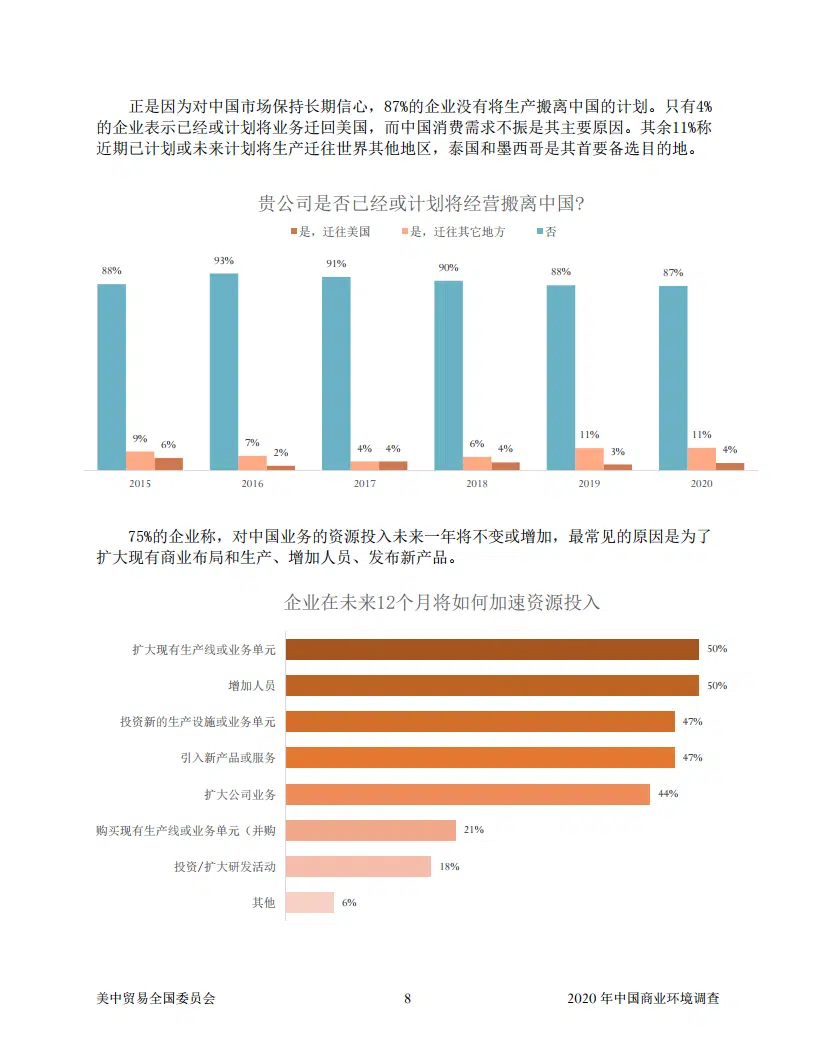 正是因为对中国市场保持长期信心，87%的企业没有将生产搬离中国的计划。只有4%
的企业表示已经或计划将业务迁回美国，而中国消费需求不振是其主要原因。其余11%称
近期已计划或未来计划将生产迁往世界其他地区，泰国和墨西哥是其首要备选目的地。
贵公司是否已经或计划将经营搬离中国?
是，迁往美国 是，迁往其它地方 否
88% 93% 91% 90% 88% 87%
9% 6% 7% 2% 4% 4% 6% 4% 11% 3% 11% 4%
2015 2016 2017 2018 2019 2020
75%的企业称，对中国业务的资源投入未来一年将不变或增加，最常见的原因是为了
扩大现有商业布局和生产、增加人员、发布新产品。
企业在未来12个月将如何加速资源投入
扩大现有生产线或业务单元 50%
增加人员 50%
投资新的生产设施或业务单元 47%
引入新产品或服务 47%
扩大公司业务 44%
购买现有生产线或业务单元（并购 21%
投资/扩大研发活动 18%
其他 6%
美中贸易全国委员会 8 2020 年中国商业环境调查